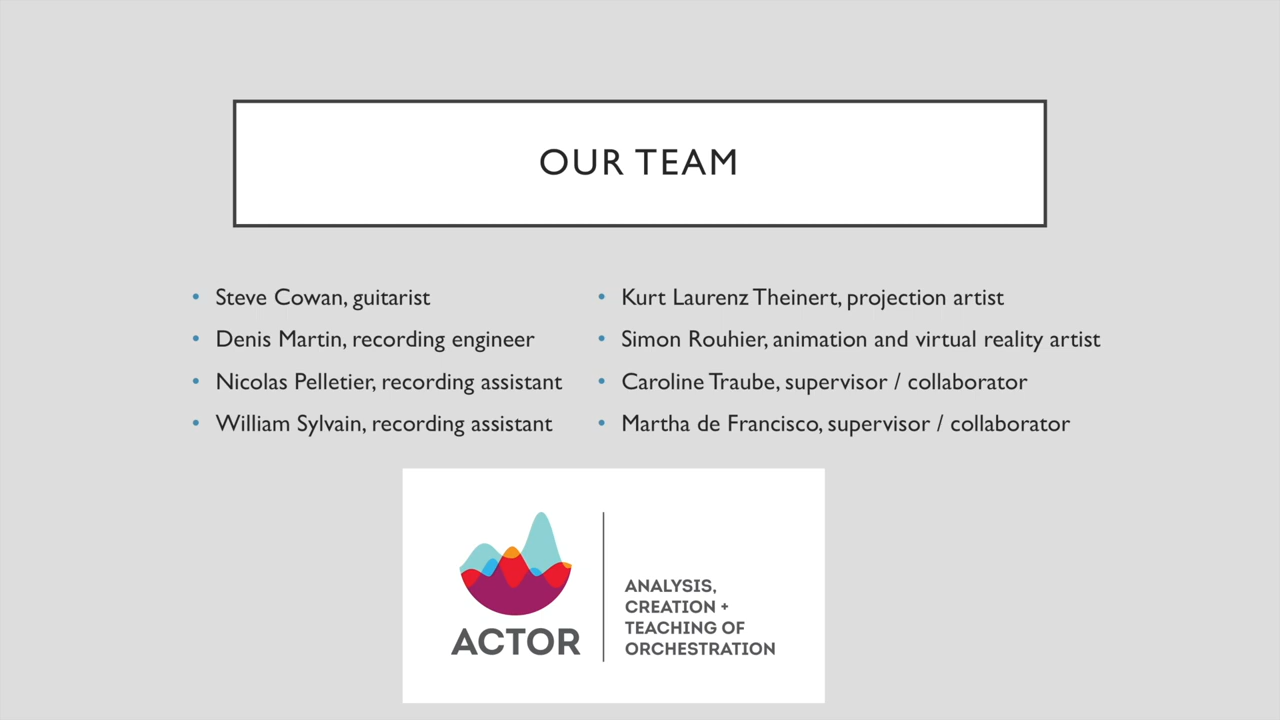 OUR TEAM
• Steve Cowan, guitarist
• Denis Martin, recording engineer
• Nicolas Pelletier, recording assistant
• William Sylvain, recording assistant
• Kurt Laurenz Theinert, projection artist
• Simon Rouhier, animation and virtual reality artist
• Caroline Traube, supervisor / collaborator
• Martha de Francisco, supervisor / collaborator
ACTOR
ANALYSIS,
CREATION +
TEACHING OF
ORCHESTRATION